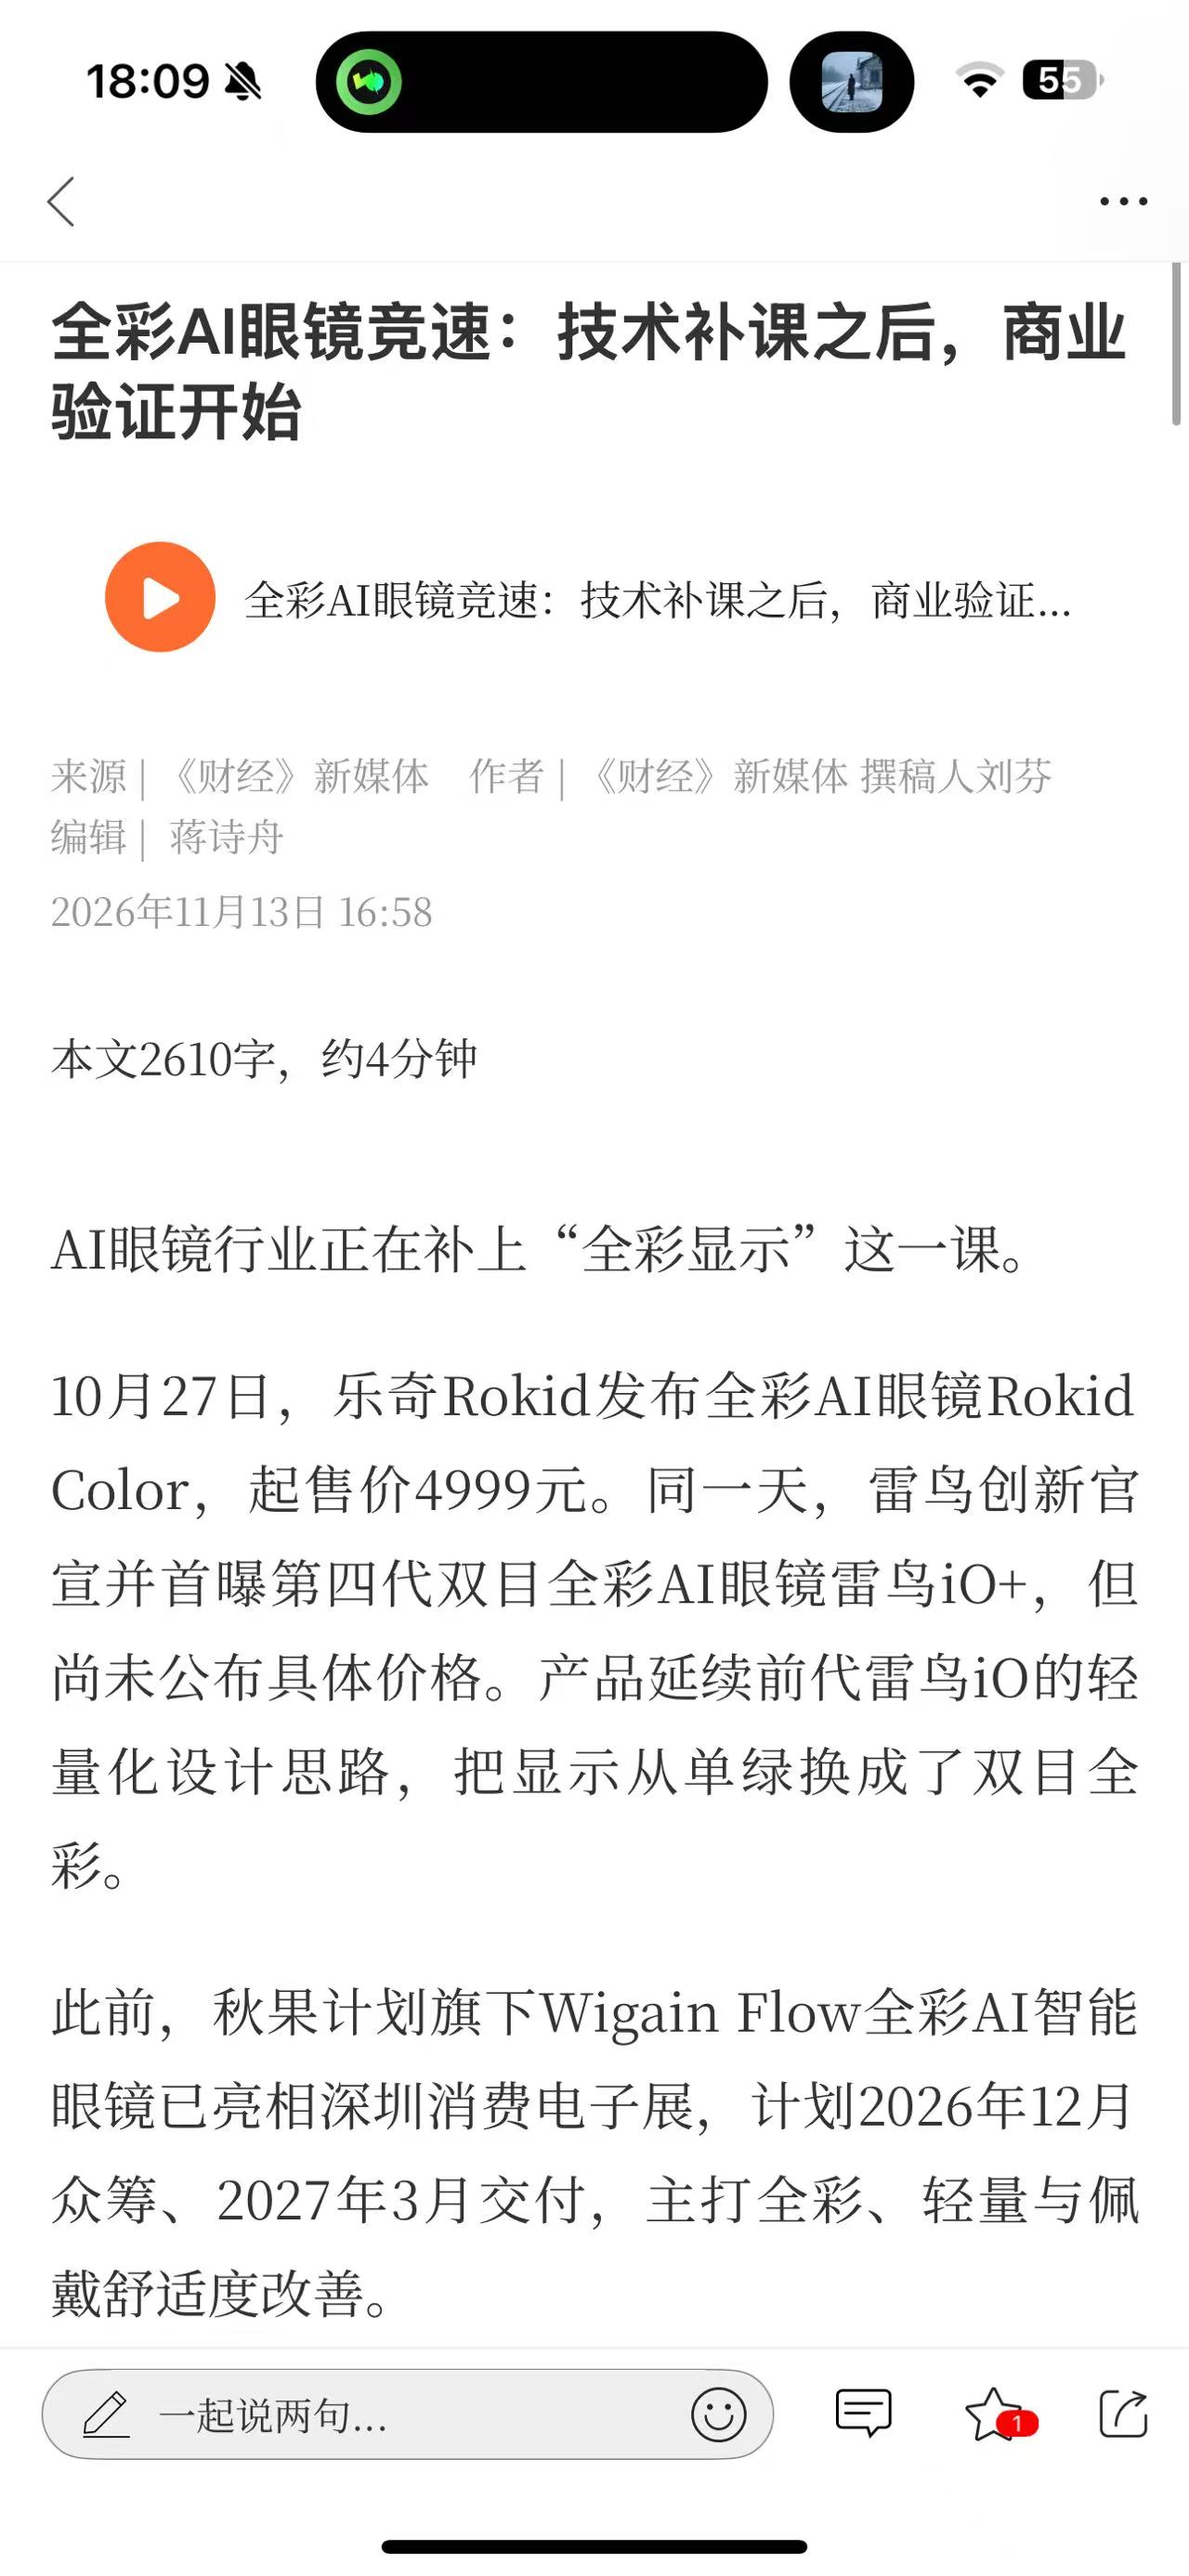 18:09
55
全彩AI眼镜竞速：技术补课之后，商业
验证开始
全彩AI眼镜竞速：技术补课之后，商业验证...
来源｜《财经》新媒体　作者｜《财经》新媒体 撰稿人刘芬
编辑｜ 蒋诗舟
2026年11月13日 16:58
本文2610字，约4分钟
AI眼镜行业正在补上“全彩显示”这一课。
10月27日，乐奇Rokid发布全彩AI眼镜Rokid
Color，起售价4999元。同一天，雷鸟创新官
宣并首曝第四代双目全彩AI眼镜雷鸟iO+，但
尚未公布具体价格。产品延续前代雷鸟iO的轻
量化设计思路，把显示从单绿换成了双目全
彩。
此前，秋果计划旗下Wigain Flow全彩AI智能
眼镜已亮相深圳消费电子展，计划2026年12月
众筹、2027年3月交付，主打全彩、轻量与佩
戴舒适度改善。
一起说两句...
1